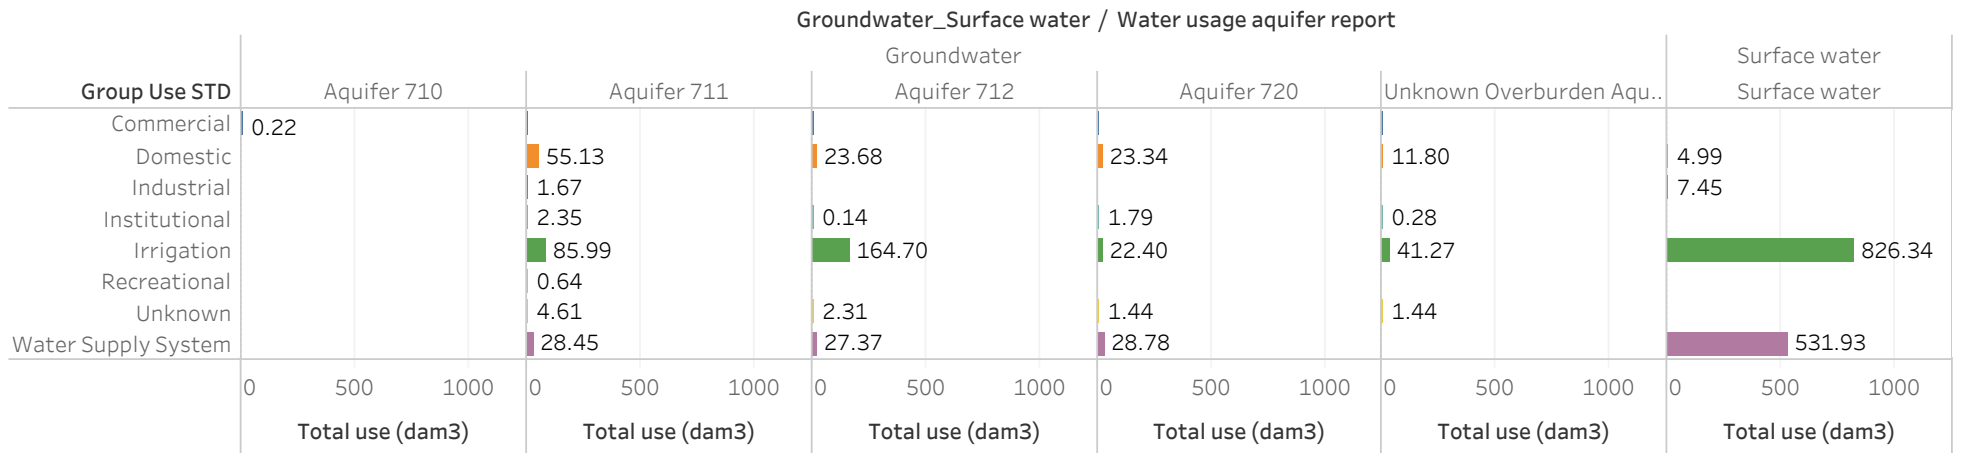 Groundwater_Surface water / Water usage aquifer report
Groundwater Surface water
Group Use STD Aquifer 710 Aquifer 711 Aquifer 712 Aquifer 720 Unknown Overburden Aqu.. Surface water
Commercial 0.22
Domestic 55.13 23.68 23.34 11.80 4.99
Industrial 1.67 7.45
Institutional 2.35 0.14 1.79 0.28
Irrigation 85.99 164.70 22.40 41.27 826.34
Recreational 0.64
Unknown 4.61 2.31 1.44 1.44
Water Supply System 28.45 27.37 28.78 531.93
0 500 1000 0 500 1000 0 500 1000 0 500 1000 0 500 1000 0 500 1000
Total use (dam3) Total use (dam3) Total use (dam3) Total use (dam3) Total use (dam3) Total use (dam3)